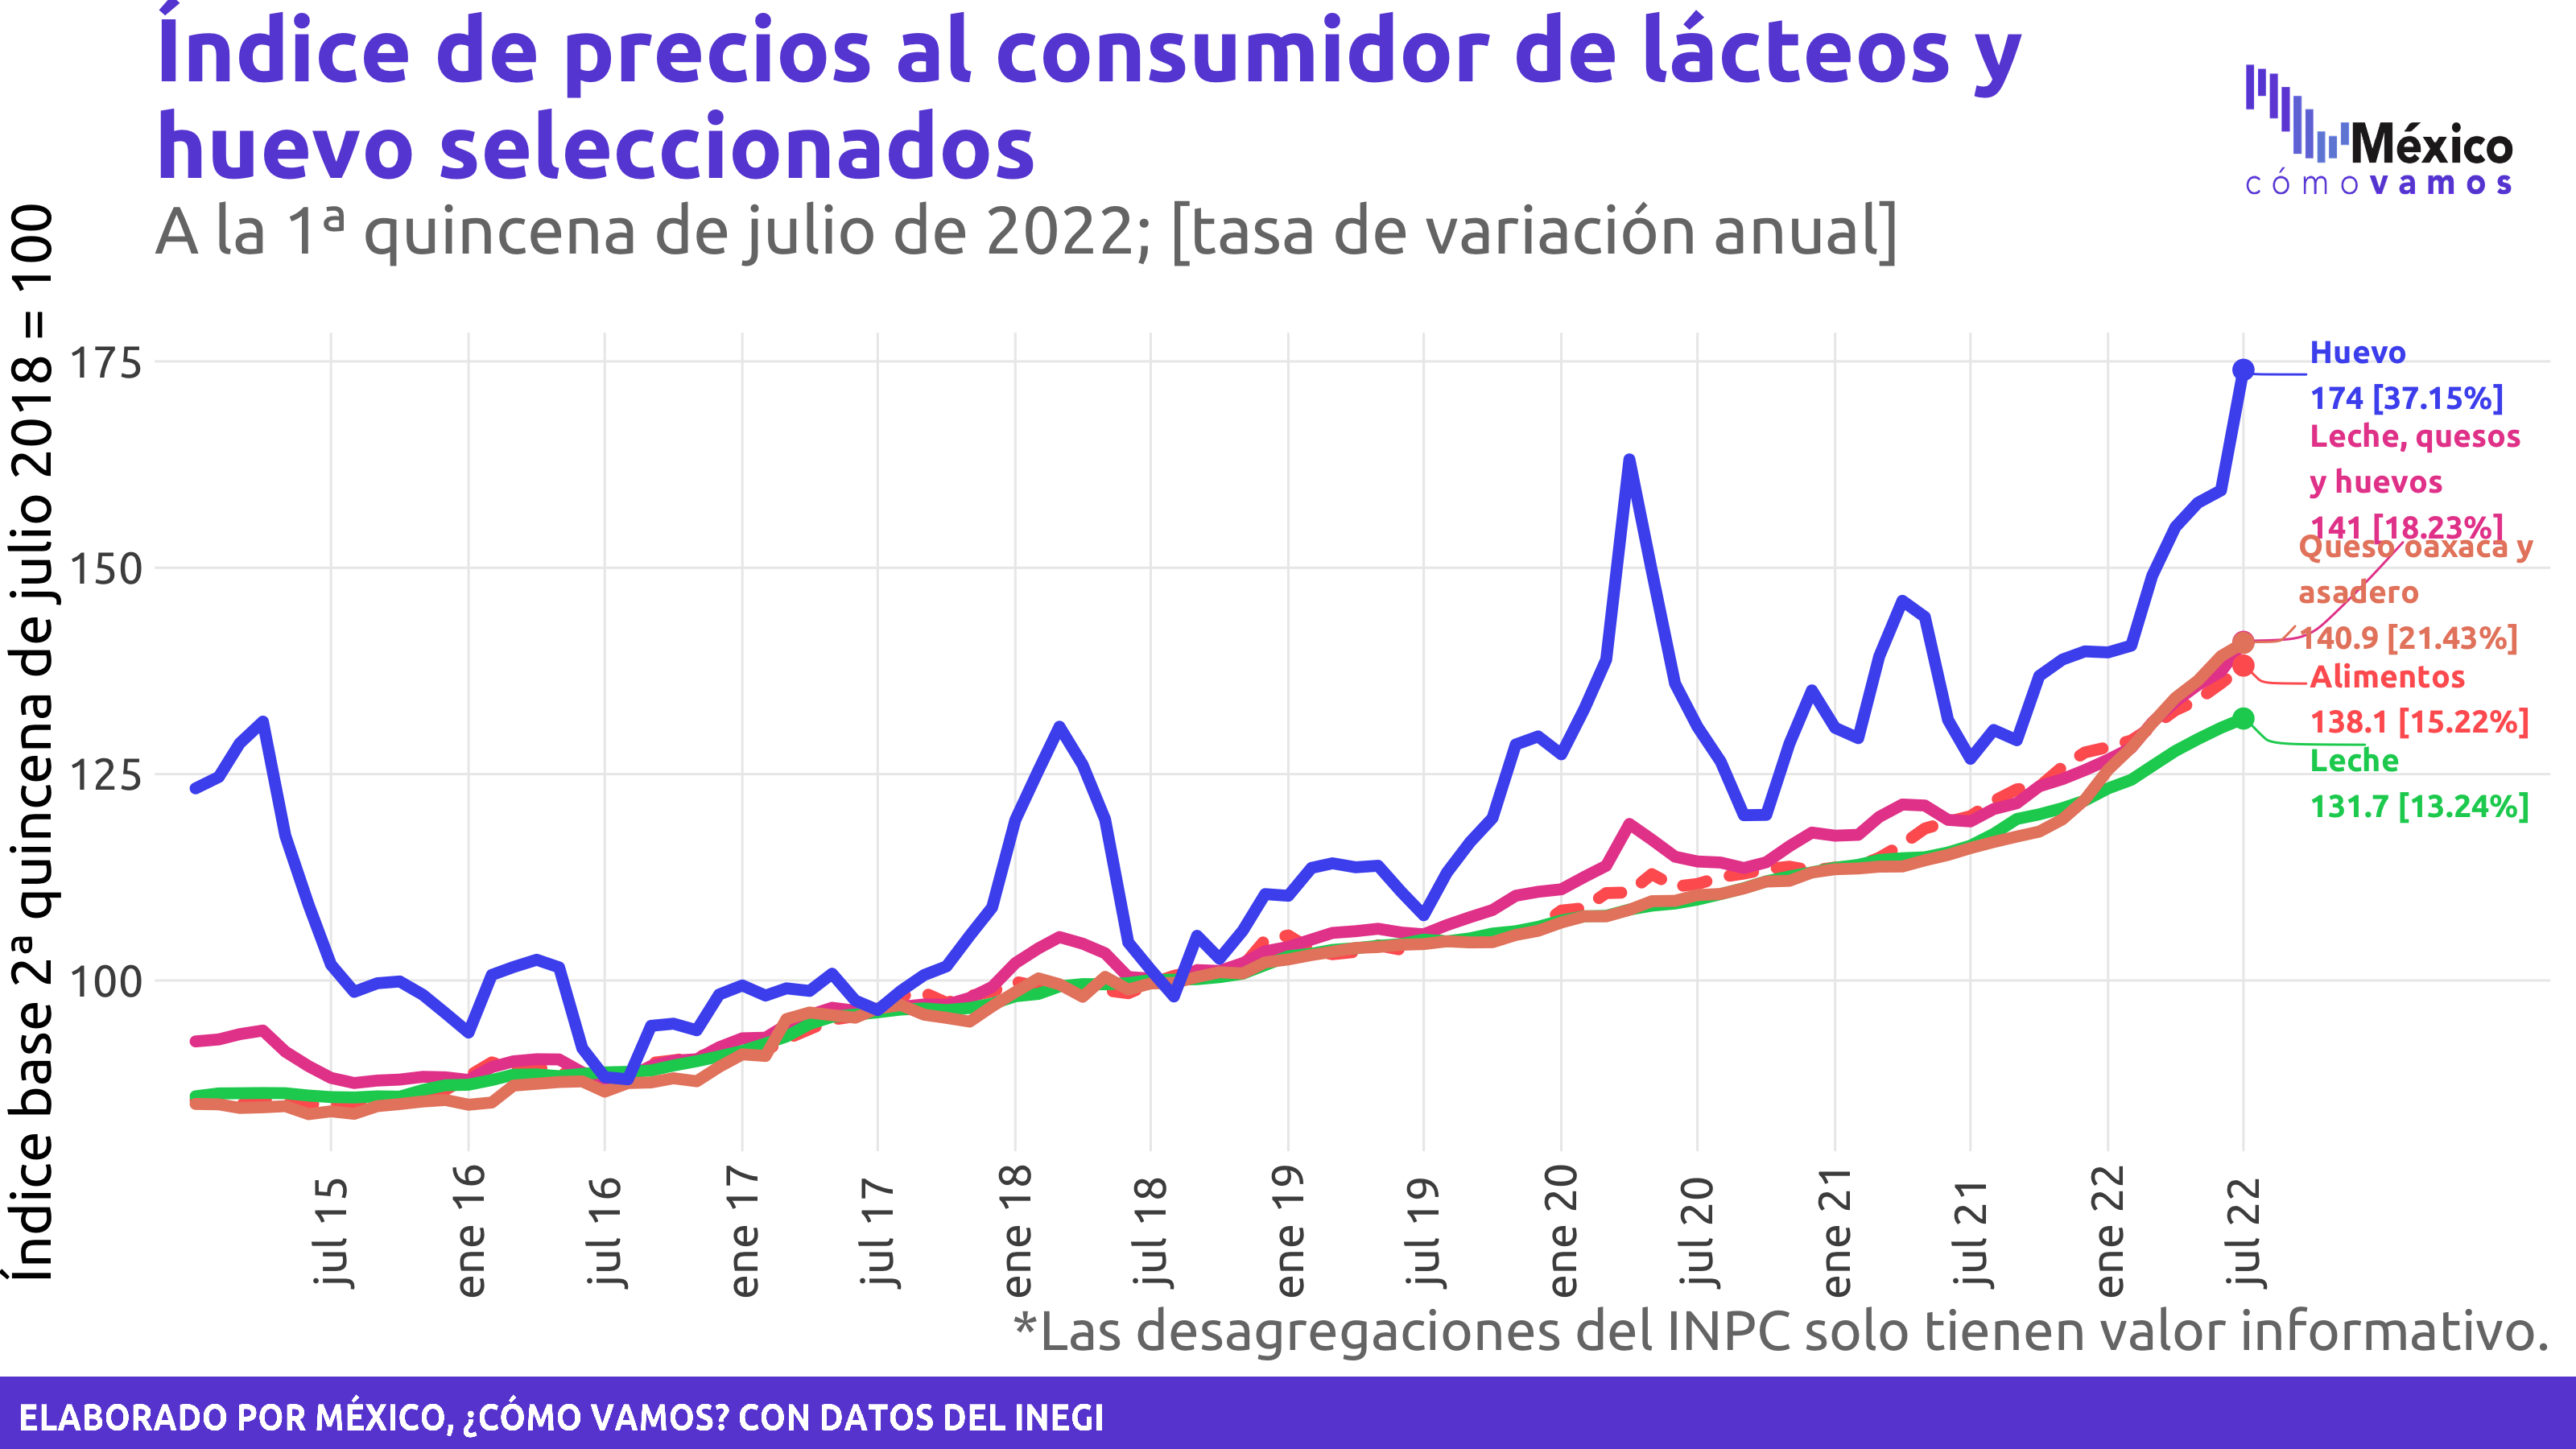 Índice de precios al consumidor de lácteos y
huevo seleccionados
A la 1ª quincena de julio de 2022; [tasa de variación anual]
México
cómo vamos
Índice base 2ª quincena de julio 2018 = 100
175
150
125
100
Huevo
174 [37.15%]
Leche, quesos
y huevos
141 [18.23%]
Queso oaxaca y
asadero
140.9 [21.43%]
Alimentos
138.1 [15.22%]
Leche
131.7 [13.24%]
jul 15
ene 16
jul 16
ene 17
jul 17
ene 18
jul 18
ene 19
jul 19
ene 20
jul 20
ene 21
jul 21
ene 22
jul 22
*Las desagregaciones del INPC solo tienen valor informativo.
ELABORADO POR MÉXICO, ¿CÓMO VAMOS? CON DATOS DEL INEGI